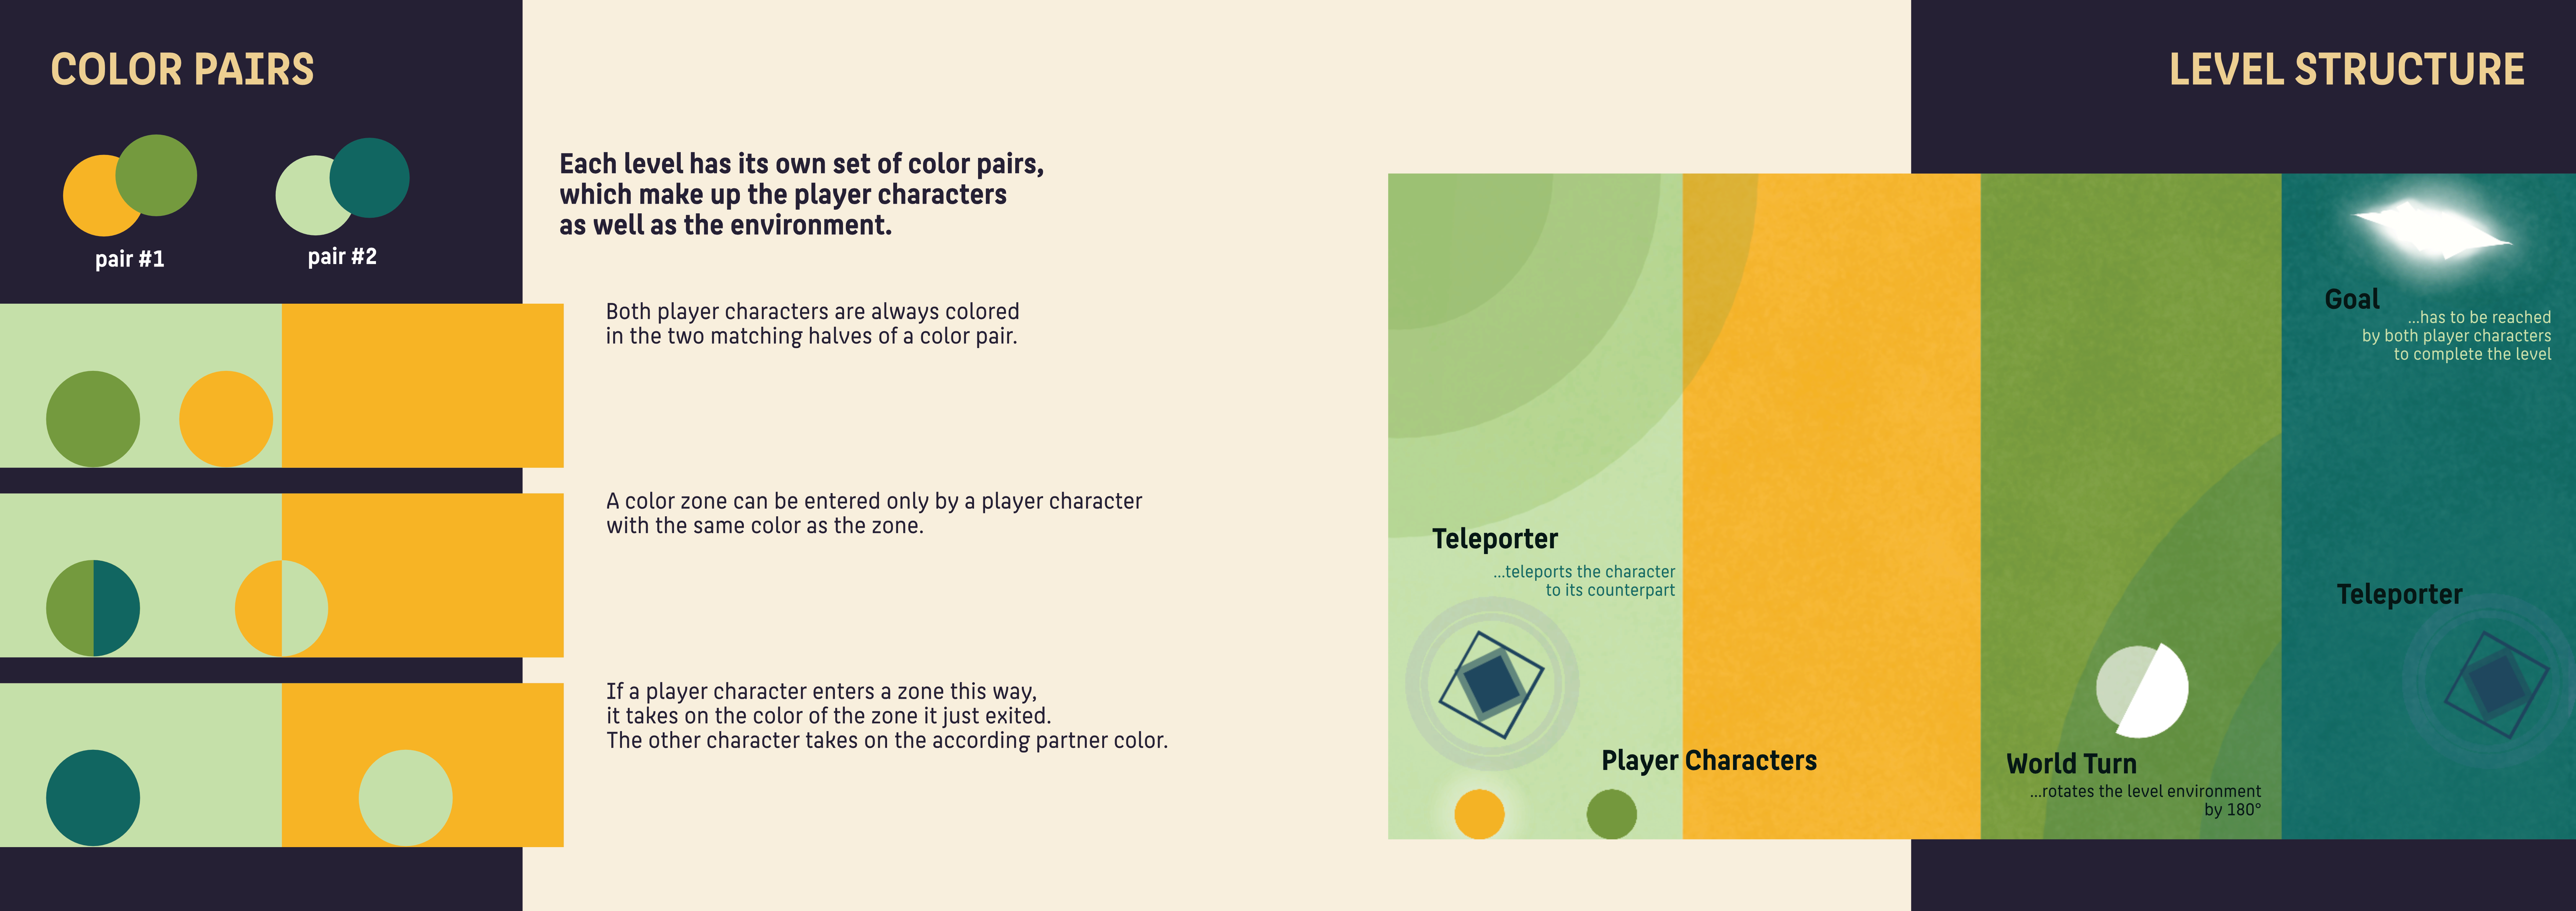 COLOR PAIRS
pair #1
pair #2
Each level has its own set of color pairs,
which make up the player characters
as well as the environment.
Both player characters are always colored
in the two matching halves of a color pair.
A color zone can be entered only by a player character
with the same color as the zone.
If a player character enters a zone this way,
it takes on the color of the zone it just exited.
The other character takes on the according partner color.
LEVEL STRUCTURE
Goal
...has to be reached
by both player characters
to complete the level
Teleporter
...teleports the character
to its counterpart
Teleporter
Player Characters
World Turn
...rotates the level environment
by 180°